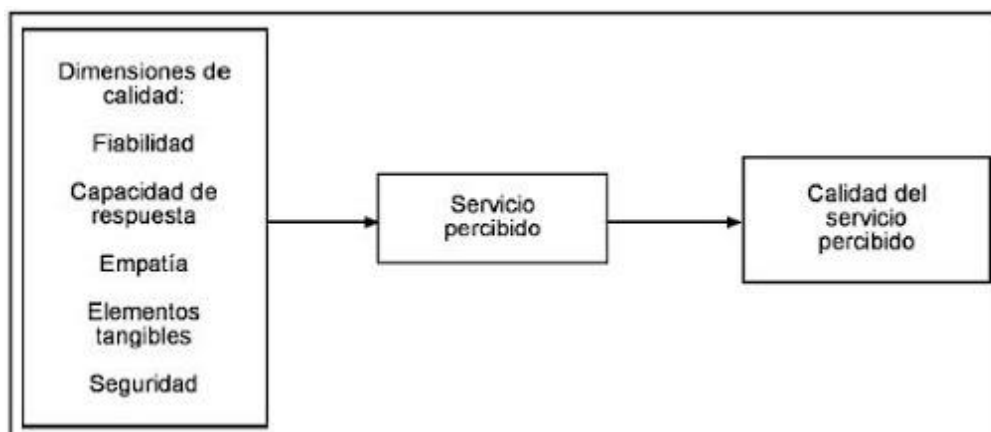 Dimensiones de
calidad:
Fiabilidad
Capacidad de
respuesta
Empatía
Elementos
tangibles
Seguridad
Servicio
percibido
Calidad del
servicio
percibido